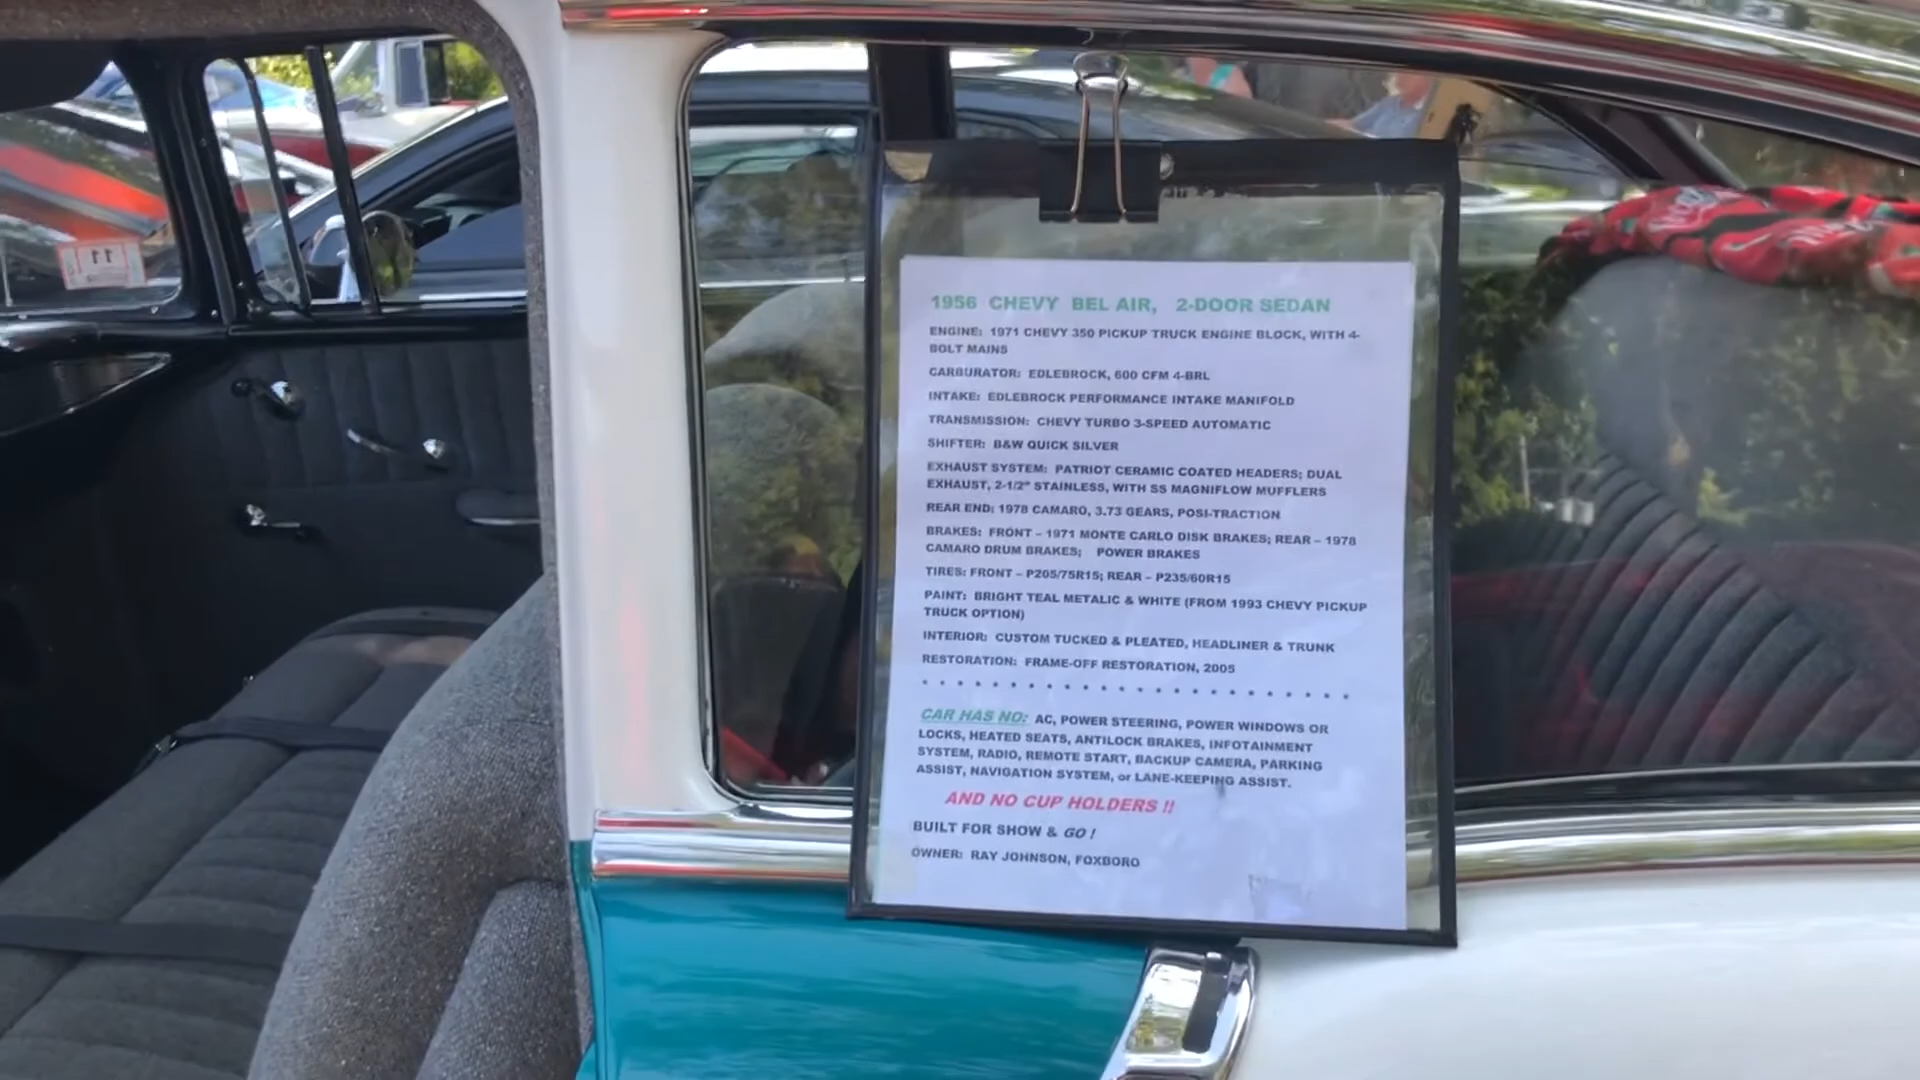 11
1956 CHEVY BEL AIR, 2-DOOR SEDAN
ENGINE: 1971 CHEVY 350 PICKUP TRUCK ENGINE BLOCK, WITH 4-
BOLT MAINS
CARBURATOR: EDLEBROCK, 600 CFM 4-BRL
INTAKE: EDLEBROCK PERFORMANCE INTAKE MANIFOLD
TRANSMISSION: CHEVY TURBO 3-SPEED AUTOMATIC
SHIFTER: B&W QUICK SILVER
EXHAUST SYSTEM: PATRIOT CERAMIC COATED HEADERS; DUAL
EXHAUST, 2-1/2" STAINLESS, WITH SS MAGNIFLOW MUFFLERS
REAR END: 1978 CAMARO, 3.73 GEARS, POSI-TRACTION
BRAKES: FRONT – 1971 MONTE CARLO DISK BRAKES; REAR – 1978
CAMARO DRUM BRAKES; POWER BRAKES
TIRES: FRONT – P205/75R15; REAR – P235/60R15
PAINT: BRIGHT TEAL METALIC & WHITE (FROM 1993 CHEVY PICKUP
TRUCK OPTION)
INTERIOR: CUSTOM TUCKED & PLEATED, HEADLINER & TRUNK
RESTORATION: FRAME-OFF RESTORATION, 2005
* * * * * * * * * * * * * * * * * * * * * * * * *
CAR HAS NO: AC, POWER STEERING, POWER WINDOWS OR
LOCKS, HEATED SEATS, ANTILOCK BRAKES, INFOTAINMENT
SYSTEM, RADIO, REMOTE START, BACKUP CAMERA, PARKING
ASSIST, NAVIGATION SYSTEM, or LANE-KEEPING ASSIST.
AND NO CUP HOLDERS !!
BUILT FOR SHOW & GO !
OWNER: RAY JOHNSON, FOXBORO